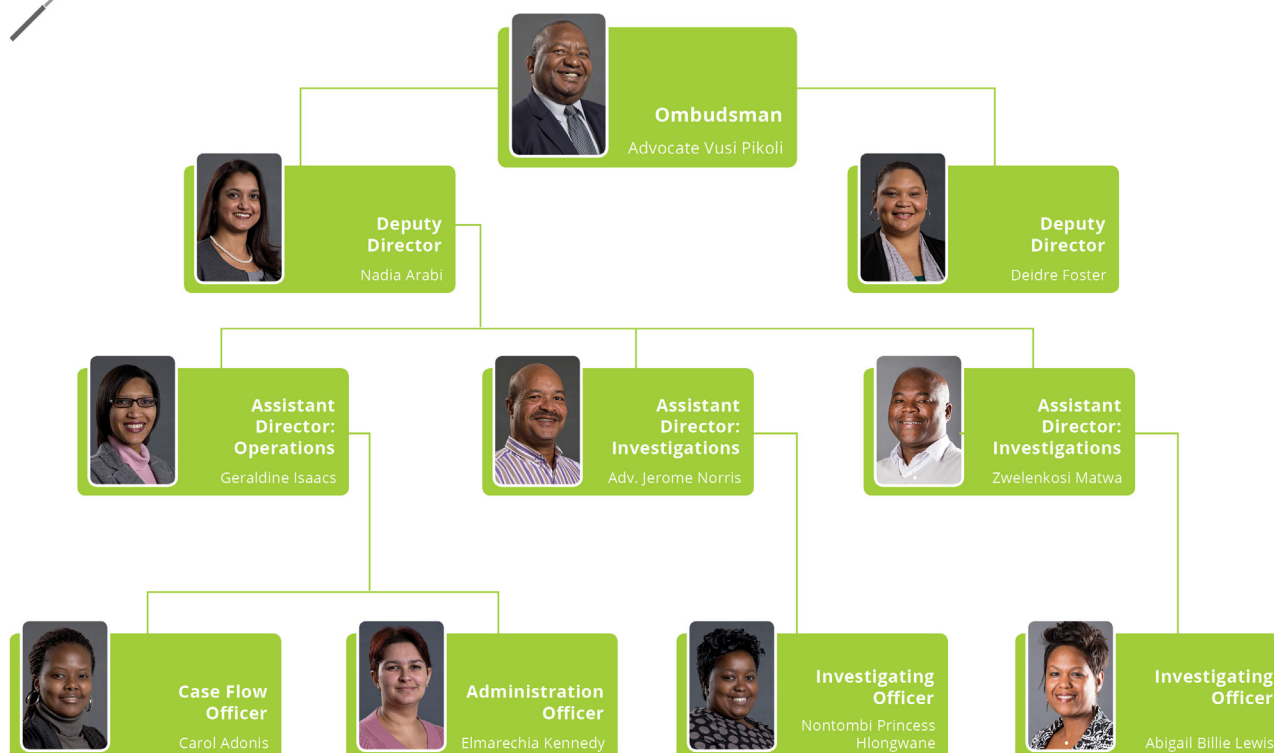 Ombudsman
Advocate Vusi Pikoli
Deputy
Director
Nadia Arabi
Deputy
Director
Deidre Foster
Assistant
Director:
Operations
Geraldine Isaacs
Assistant
Director:
Investigations
Adv. Jerome Norris
Assistant
Director:
Investigations
Zwelenkosi Matwa
Case Flow
Officer
Carol Adonis
Administration
Officer
Elmarechia Kennedy
Investigating
Officer
Nontombi Princess
Hlongwane
Investigating
Officer
Abigail Billie Lewis